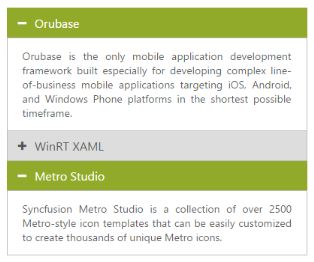 Orubase
Orubase is the only mobile application development
framework built especially for developing complex line-
of-business mobile applications targeting iOS, Android,
and Windows Phone platforms in the shortest possible
timeframe.
WinRT XAML
Metro Studio
Syncfusion Metro Studio is a collection of over 2500
Metro-style icon templates that can be easily customized
to create thousands of unique Metro icons.